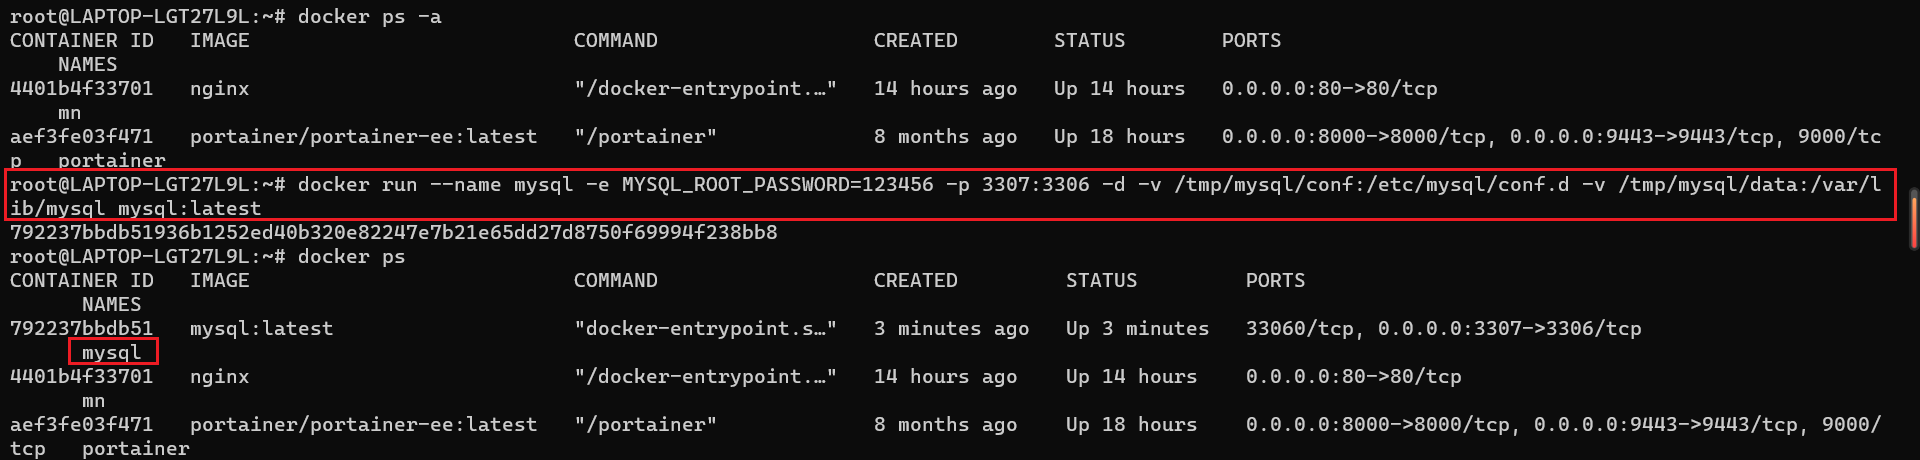 root@LAPTOP-LGT27L9L:~# docker ps -a
CONTAINER ID   IMAGE                           COMMAND                  CREATED         STATUS        PORTS
    NAMES
4401b4f33701   nginx                           "/docker-entrypoint.…"   14 hours ago   Up 14 hours   0.0.0.0:80->80/tcp
    mn
aef3fe03f471   portainer/portainer-ee:latest   "/portainer"             8 months ago   Up 18 hours   0.0.0.0:8000->8000/tcp, 0.0.0.0:9443->9443/tcp, 9000/tc
p   portainer
root@LAPTOP-LGT27L9L:~# docker run --name mysql -e MYSQL_ROOT_PASSWORD=123456 -p 3307:3306 -d -v /tmp/mysql/conf:/etc/mysql/conf.d -v /tmp/mysql/data:/var/l
ib/mysql mysql:latest
792237bbdb51936b1252ed40b320e82247e7b21e65dd27d8750f69994f238bb8
root@LAPTOP-LGT27L9L:~# docker ps
CONTAINER ID   IMAGE                           COMMAND                  CREATED         STATUS         PORTS
      NAMES
792237bbdb51   mysql:latest                    "docker-entrypoint.s…"   3 minutes ago   Up 3 minutes   33060/tcp, 0.0.0.0:3307->3306/tcp
      mysql
4401b4f33701   nginx                           "/docker-entrypoint.…"   14 hours ago    Up 14 hours    0.0.0.0:80->80/tcp
      mn
aef3fe03f471   portainer/portainer-ee:latest   "/portainer"             8 months ago    Up 18 hours    0.0.0.0:8000->8000/tcp, 0.0.0.0:9443->9443/tcp, 9000/
tcp   portainer